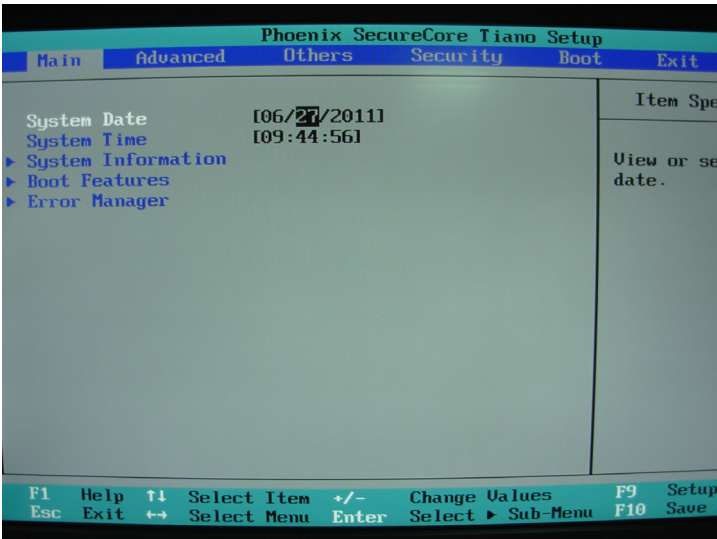 Phoenix SecureCore Tiano Setup
Main Advanced Others Security Boot Exit
Item Spe
System Date [06/27/2011]
System Time [09:44:56]
System Information
Boot Features
Error Manager
View or se
date.
F1 Help ↑↓ Select Item +/- Change Values F9 Setup
Esc Exit ←→ Select Menu Enter Select ▶ Sub-Menu F10 Save